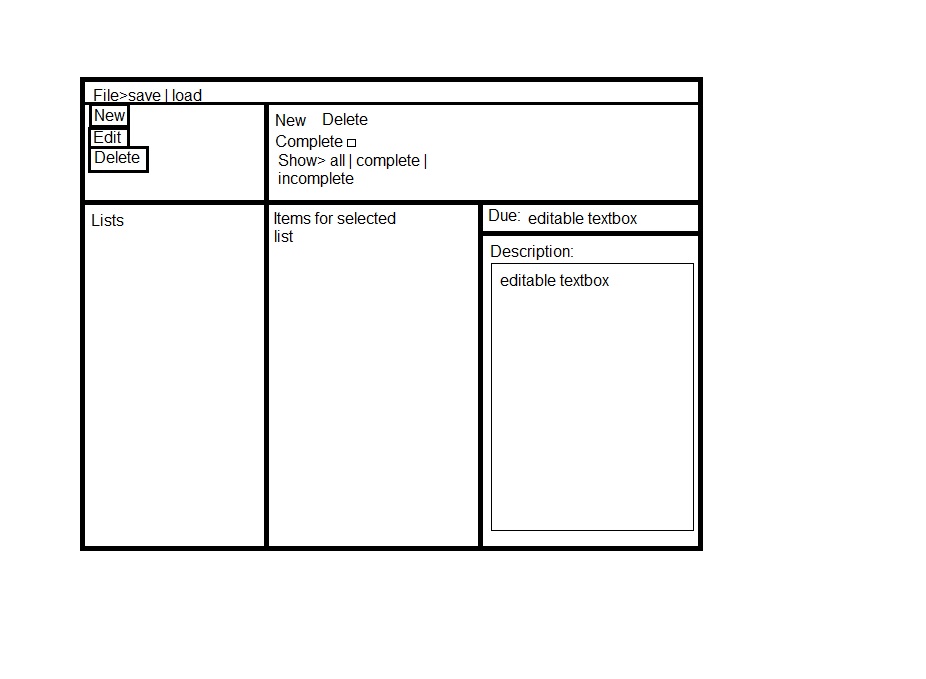 File>save | load
New
Edit
Delete
New Delete
Complete
Show> all | complete |
incomplete
Lists
Items for selected
list
Due: editable textbox
Description:
editable textbox